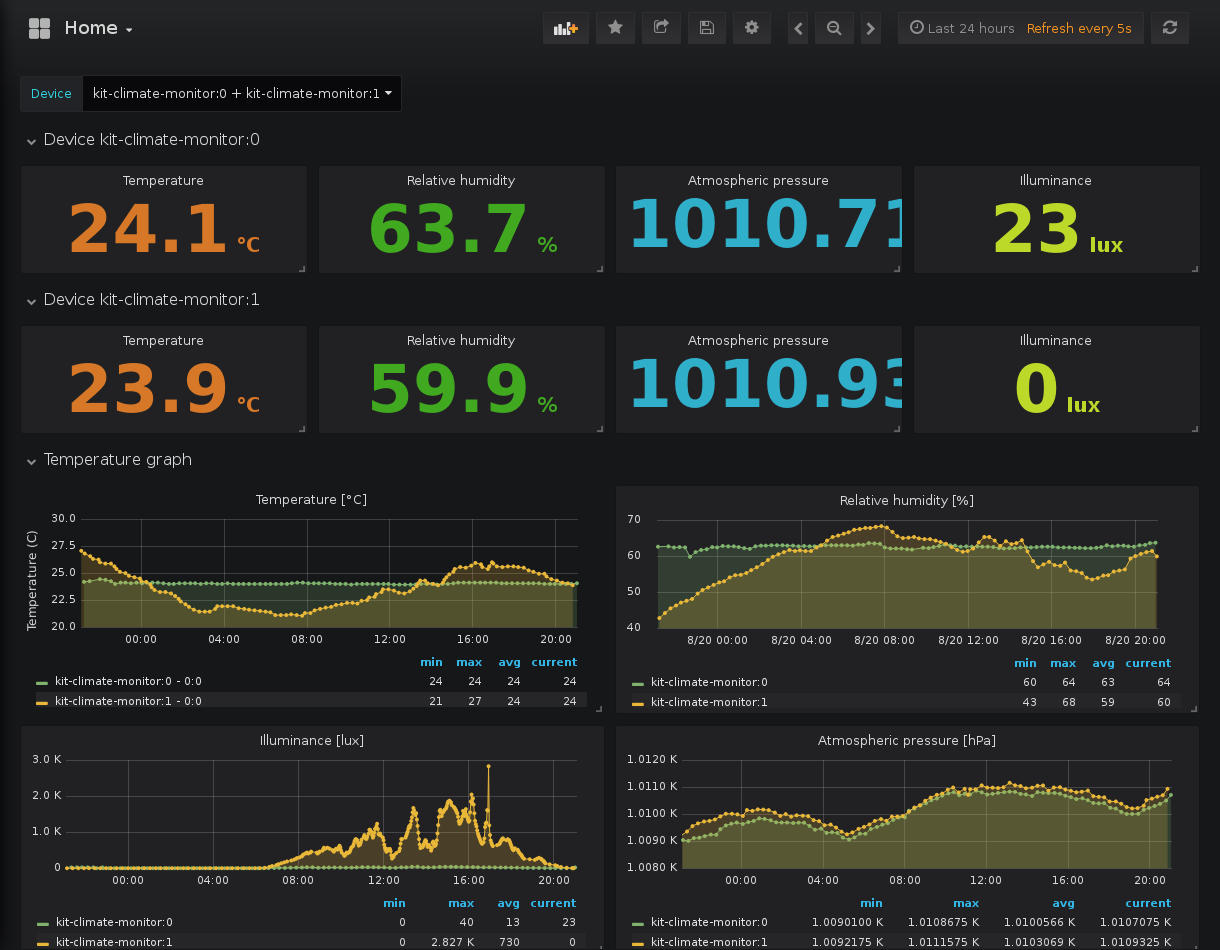 Home
Last 24 hours Refresh every 5s
Device kit-climate-monitor:0 + kit-climate-monitor:1
Device kit-climate-monitor:0
Temperature Relative humidity Atmospheric pressure Illuminance
24.1 °C 63.7 % 1010.71 23 lux
Device kit-climate-monitor:1
Temperature Relative humidity Atmospheric pressure Illuminance
23.9 °C 59.9 % 1010.93 0 lux
Temperature graph
Temperature [°C]
Temperature (C)
30.0
27.5
25.0
22.5
20.0
00:00 04:00 08:00 12:00 16:00 20:00
min max avg current
kit-climate-monitor:0 - 0:0 24 24 24 24
kit-climate-monitor:1 - 0:0 21 27 24 24
Relative humidity [%]
70
60
50
40
8/20 00:00 8/20 04:00 8/20 08:00 8/20 12:00 8/20 16:00 8/20 20:00
min max avg current
kit-climate-monitor:0 60 64 63 64
kit-climate-monitor:1 43 68 59 60
Illuminance [lux]
3.0 K
2.0 K
1.0 K
0
00:00 04:00 08:00 12:00 16:00 20:00
min max avg current
kit-climate-monitor:0 0 40 13 23
kit-climate-monitor:1 0 2.827 K 730 0
Atmospheric pressure [hPa]
1.0120 K
1.0110 K
1.0100 K
1.0090 K
1.0080 K
00:00 04:00 08:00 12:00 16:00 20:00
min max avg current
kit-climate-monitor:0 1.0090100 K 1.0108675 K 1.0100566 K 1.0107075 K
kit-climate-monitor:1 1.0092175 K 1.0111575 K 1.0103069 K 1.0109325 K